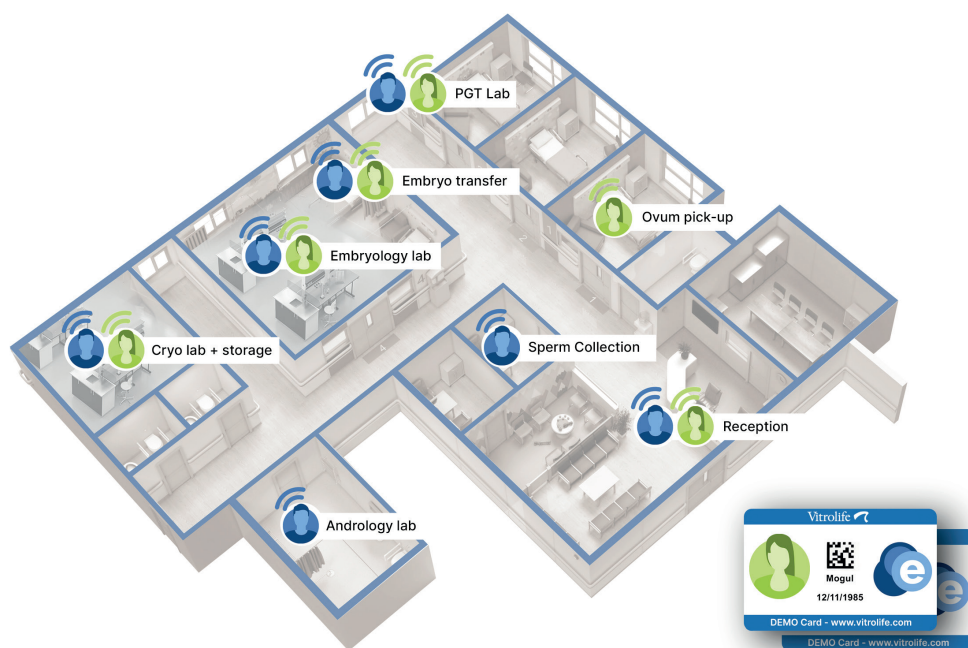 PGT Lab
Embryo transfer
Ovum pick-up
Embryology lab
Cryo lab + storage
Sperm Collection
Reception
Andrology lab
Vitrolife
e
Mogul
12/11/1985
DEMO Card - www.vitrolife.com
e
DEMO Card - www.vitrolife.com